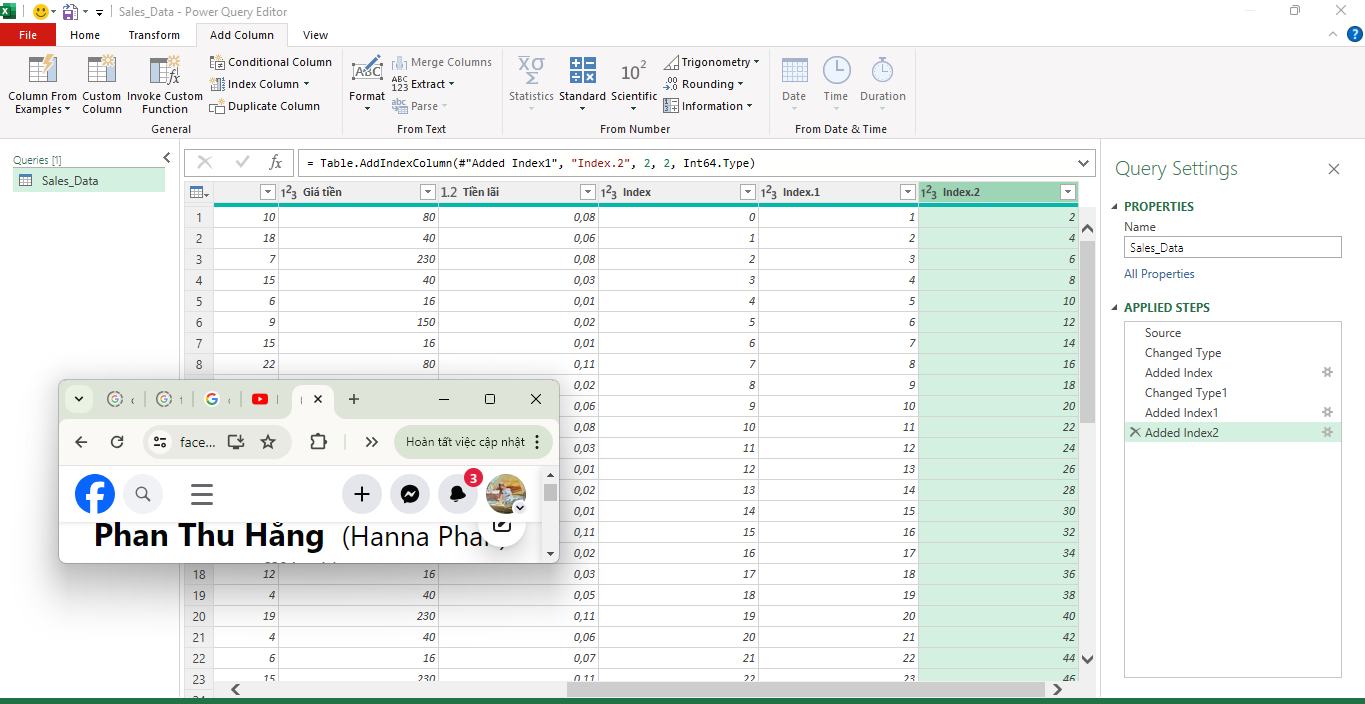 Sales_Data - Power Query Editor
File Home Transform Add Column View
Column From Examples
Custom Column
Invoke Custom Function
Conditional Column
Index Column
Duplicate Column
General
Format
Merge Columns
Extract
Parse
From Text
Statistics
Standard
Scientific
Trigonometry
Rounding
Information
From Number
Date
Time
Duration
From Date & Time
Queries [1]
Sales_Data
fx = Table.AddIndexColumn(#"Added Index1", "Index.2", 2, 2, Int64.Type)
1²3 Giá tiền 1.2 Tiền lãi 1²3 Index 1²3 Index.1 1²3 Index.2
1 10 80 0,08 0 1 2
2 18 40 0,06 1 2 4
3 7 230 0,08 2 3 6
4 15 40 0,03 3 4 8
5 6 16 0,01 4 5 10
6 9 150 0,02 5 6 12
7 15 16 0,01 6 7 14
8 22 80 0,11 7 8 16
0,02 8 9 18
0,06 9 10 20
0,08 10 11 22
0,03 11 12 24
0,01 12 13 26
0,02 13 14 28
0,01 14 15 30
0,11 15 16 32
0,02 16 17 34
18 12 16 0,03 17 18 36
19 4 40 0,05 18 19 38
20 19 230 0,11 19 20 40
21 4 40 0,06 20 21 42
22 6 16 0,07 21 22 44
23 15 230 0,11 22 23 46
face...
Hoàn tất việc cập nhật
3
Phan Thu Hằng (Hanna Phan)
Query Settings
PROPERTIES
Name
Sales_Data
All Properties
APPLIED STEPS
Source
Changed Type
Added Index
Changed Type1
Added Index1
Added Index2